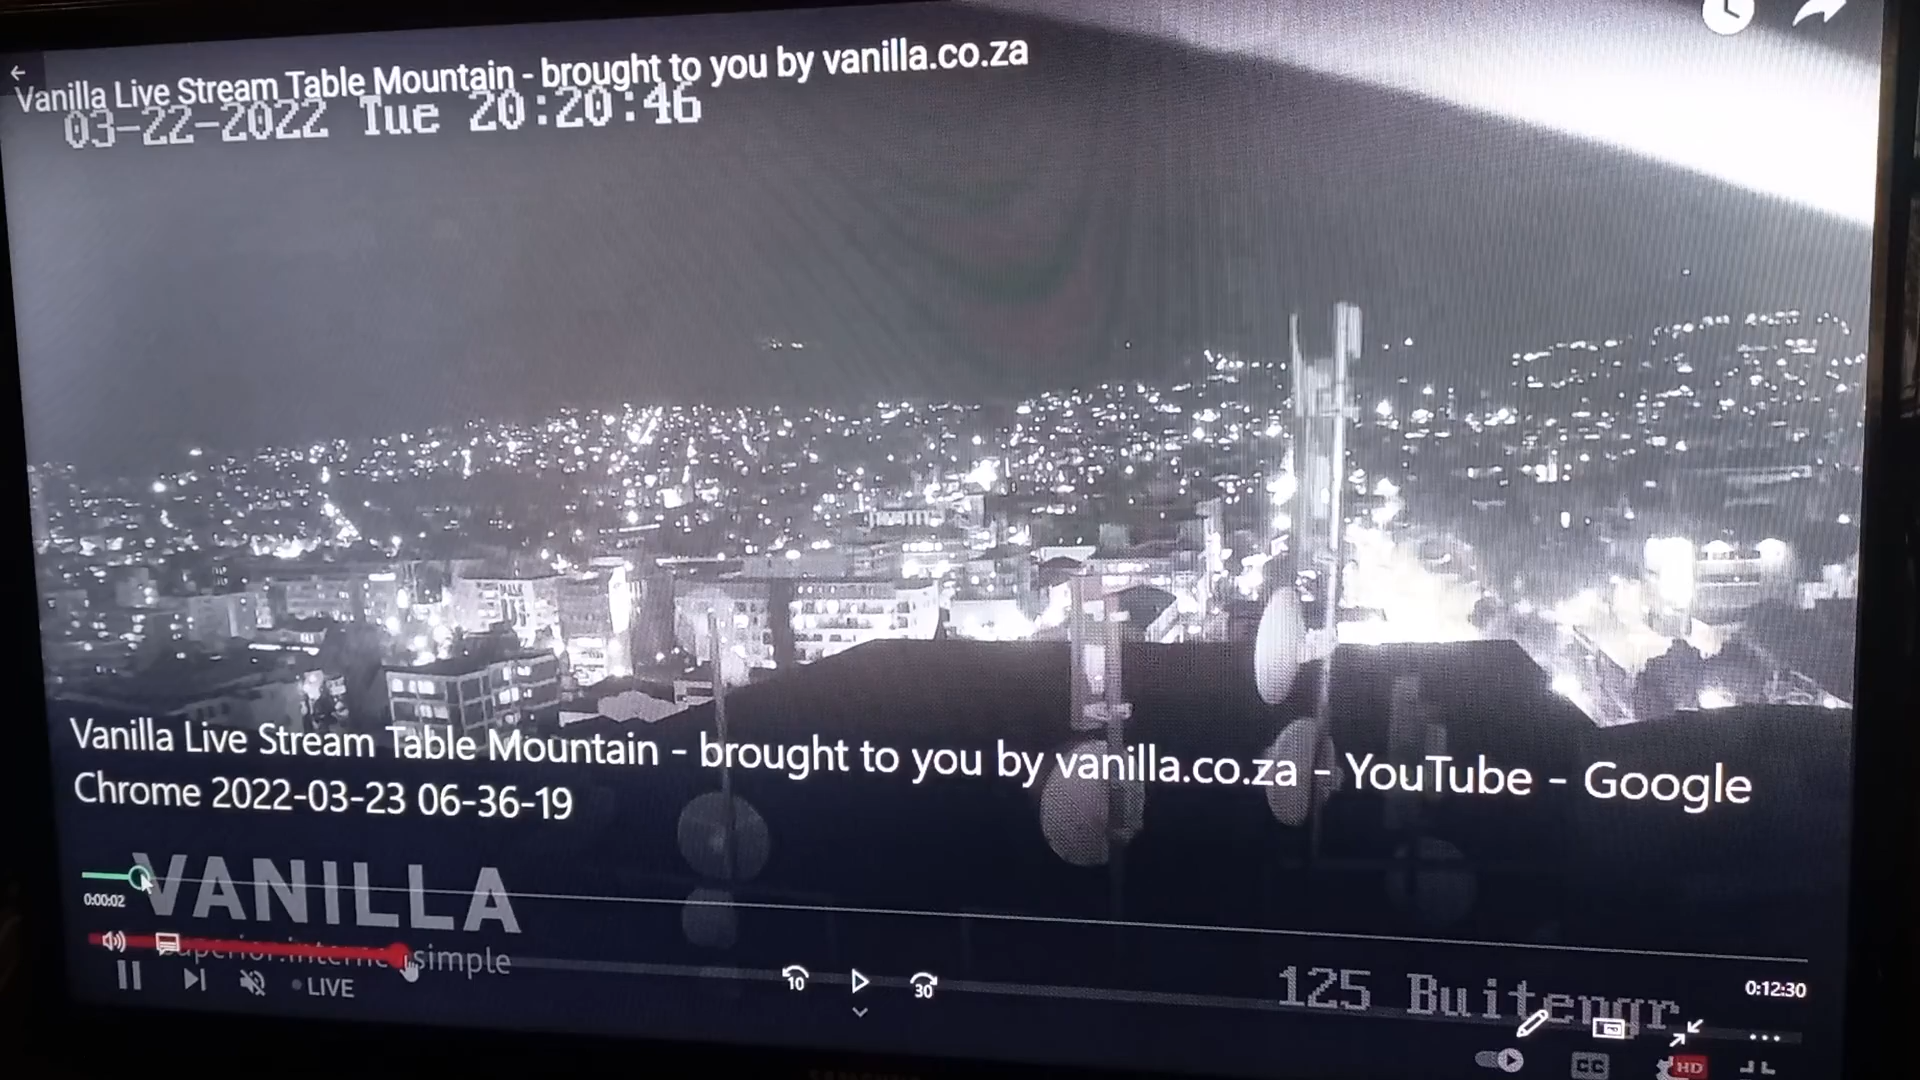 Vanilla Live Stream Table Mountain - brought to you by vanilla.co.za
03-22-2022 Tue 20:20:46
Vanilla Live Stream Table Mountain - brought to you by vanilla.co.za - YouTube - Google
Chrome 2022-03-23 06-36-19
VANILLA
0:00:02
superior.internet.simple
LIVE
10
30
125 Buitengr
0:12:30
CC
HD